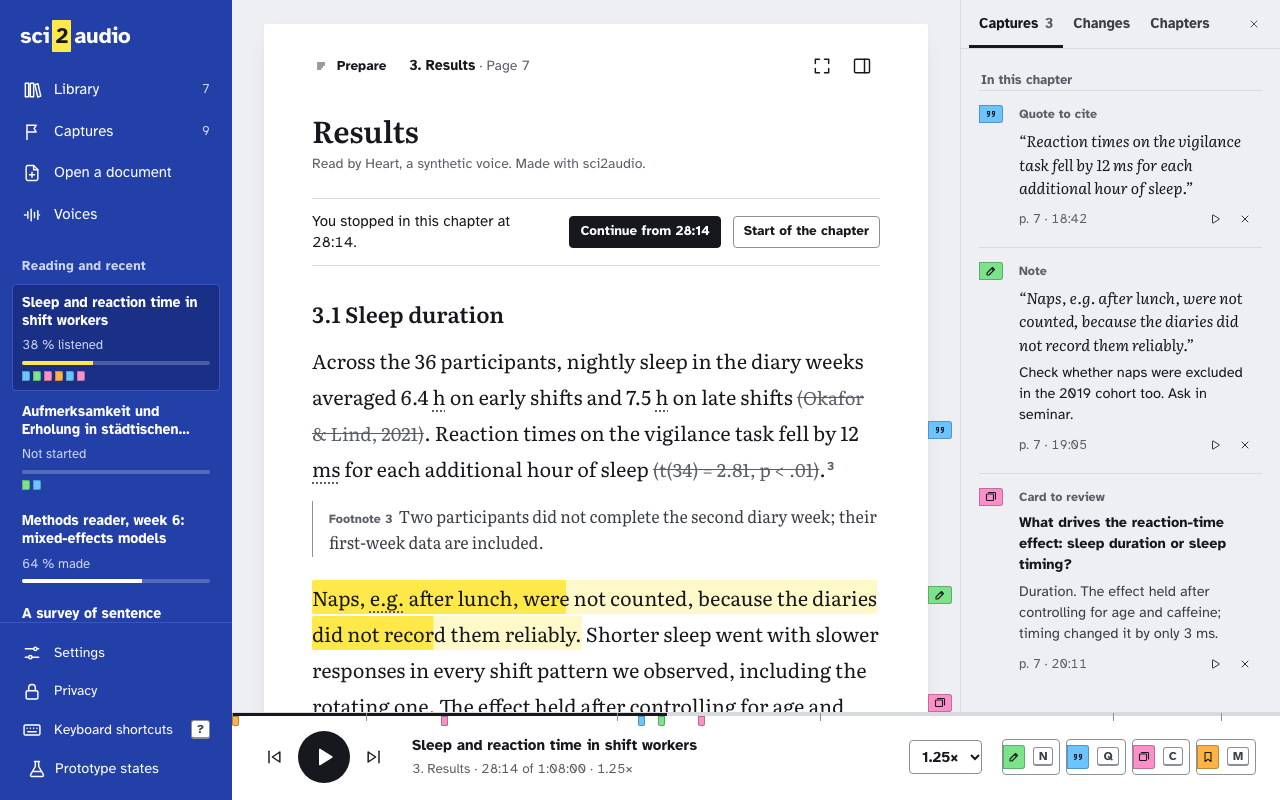 sci2audio
Library 7
Captures 9
Open a document
Voices
Reading and recent
Sleep and reaction time in
shift workers
38 % listened
Aufmerksamkeit und
Erholung in städtischen…
Not started
Methods reader, week 6:
mixed-effects models
64 % made
A survey of sentence
Settings
Privacy
Keyboard shortcuts ?
Prototype states
Prepare 3. Results · Page 7
Results
Read by Heart, a synthetic voice. Made with sci2audio.
You stopped in this chapter at
28:14.
Continue from 28:14
Start of the chapter
3.1 Sleep duration
Across the 36 participants, nightly sleep in the diary weeks
averaged 6.4 h on early shifts and 7.5 h on late shifts (Okafor
& Lind, 2021). Reaction times on the vigilance task fell by 12
ms for each additional hour of sleep (t(34) = 2.81, p < .01).³
Footnote 3 Two participants did not complete the second diary week; their
first-week data are included.
Naps, e.g. after lunch, were not counted, because the diaries
did not record them reliably. Shorter sleep went with slower
responses in every shift pattern we observed, including the
rotating one. The effect held after controlling for age and
Captures 3 Changes Chapters ×
In this chapter
Quote to cite
“Reaction times on the vigilance
task fell by 12 ms for each
additional hour of sleep.”
p. 7 · 18:42
Note
“Naps, e.g. after lunch, were not
counted, because the diaries did
not record them reliably.”
Check whether naps were excluded
in the 2019 cohort too. Ask in
seminar.
p. 7 · 19:05
Card to review
What drives the reaction-time
effect: sleep duration or sleep
timing?
Duration. The effect held after
controlling for age and caffeine;
timing changed it by only 3 ms.
p. 7 · 20:11
Sleep and reaction time in shift workers
3. Results · 28:14 of 1:08:00 · 1.25×
1.25×
N
Q
C
M